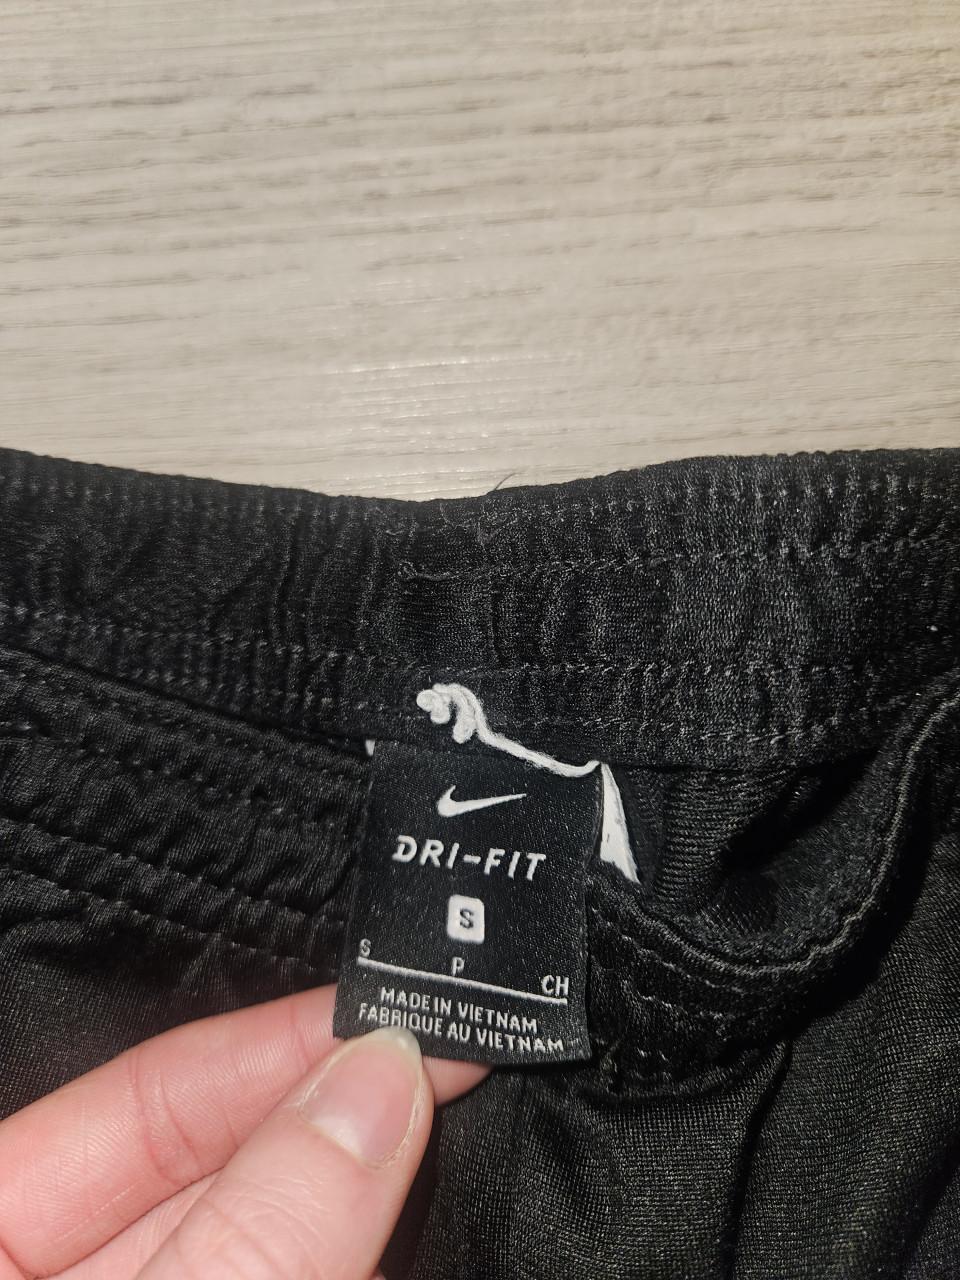 DRI-FIT
S
S P CH
MADE IN VIETNAM
FABRIQUE AU VIETNAM